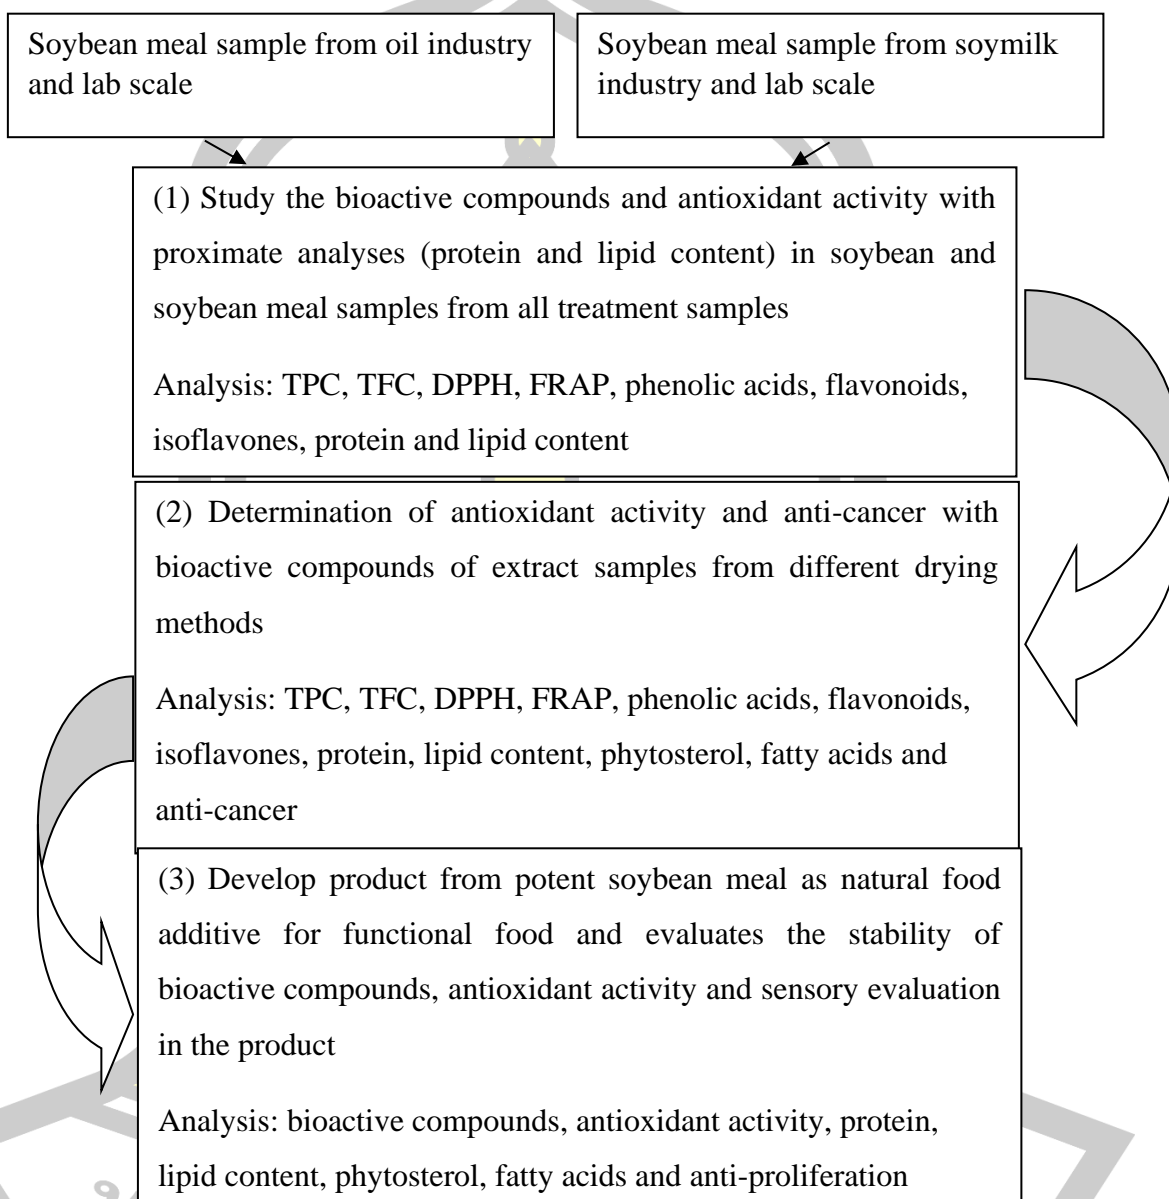 Soybean meal sample from oil industry
and lab scale
Soybean meal sample from soymilk
industry and lab scale
(1) Study the bioactive compounds and antioxidant activity with
proximate analyses (protein and lipid content) in soybean and
soybean meal samples from all treatment samples
Analysis: TPC, TFC, DPPH, FRAP, phenolic acids, flavonoids,
isoflavones, protein and lipid content
(2) Determination of antioxidant activity and anti-cancer with
bioactive compounds of extract samples from different drying
methods
Analysis: TPC, TFC, DPPH, FRAP, phenolic acids, flavonoids,
isoflavones, protein, lipid content, phytosterol, fatty acids and
anti-cancer
(3) Develop product from potent soybean meal as natural food
additive for functional food and evaluates the stability of
bioactive compounds, antioxidant activity and sensory evaluation
in the product
Analysis: bioactive compounds, antioxidant activity, protein,
lipid content, phytosterol, fatty acids and anti-proliferation